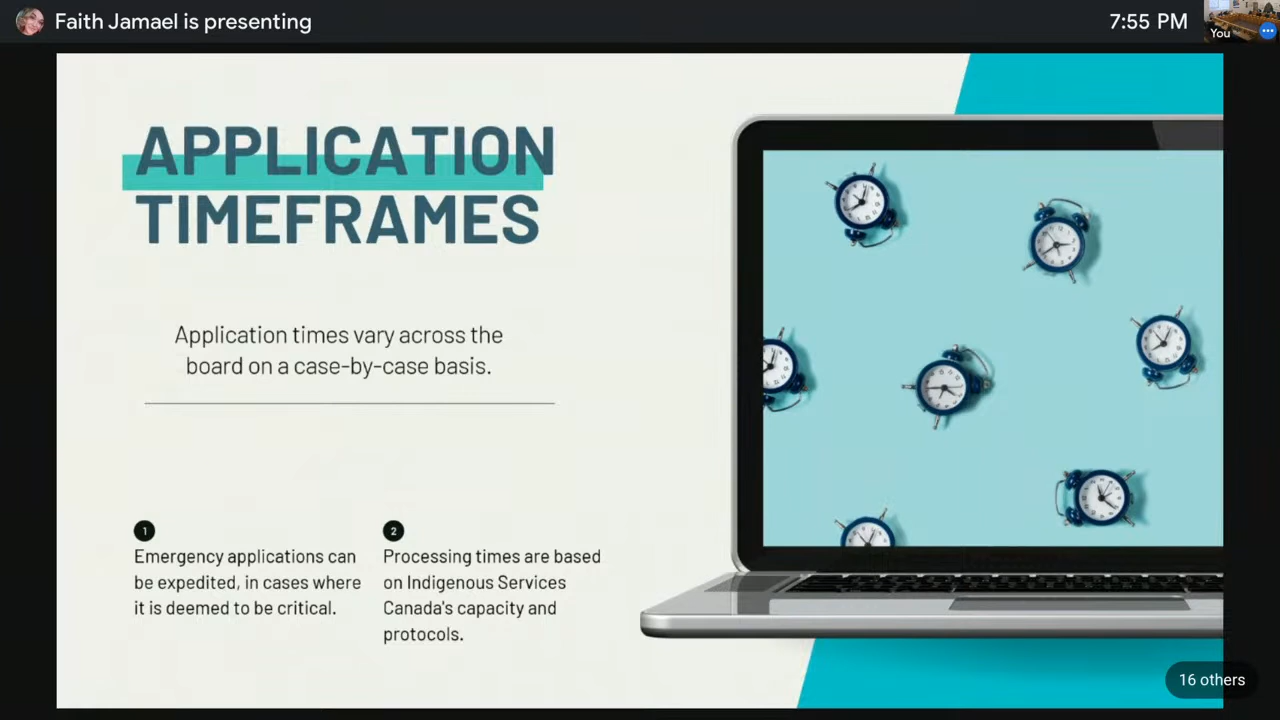 Faith Jamael is presenting
7:55 PM
You
APPLICATION
TIMEFRAMES
Application times vary across the
board on a case-by-case basis.
1
Emergency applications can
be expedited, in cases where
it is deemed to be critical.
2
Processing times are based
on Indigenous Services
Canada's capacity and
protocols.
16 others